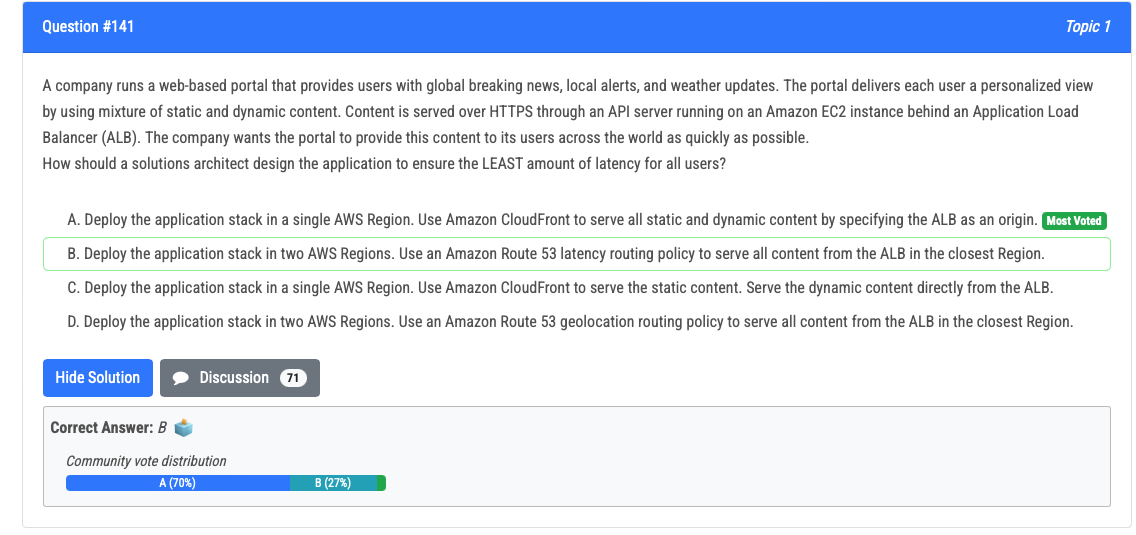 Question #141
Topic 1
A company runs a web-based portal that provides users with global breaking news, local alerts, and weather updates. The portal delivers each user a personalized view
by using mixture of static and dynamic content. Content is served over HTTPS through an API server running on an Amazon EC2 instance behind an Application Load
Balancer (ALB). The company wants the portal to provide this content to its users across the world as quickly as possible.
How should a solutions architect design the application to ensure the LEAST amount of latency for all users?
A. Deploy the application stack in a single AWS Region. Use Amazon CloudFront to serve all static and dynamic content by specifying the ALB as an origin. Most Voted
B. Deploy the application stack in two AWS Regions. Use an Amazon Route 53 latency routing policy to serve all content from the ALB in the closest Region.
C. Deploy the application stack in a single AWS Region. Use Amazon CloudFront to serve the static content. Serve the dynamic content directly from the ALB.
D. Deploy the application stack in two AWS Regions. Use an Amazon Route 53 geolocation routing policy to serve all content from the ALB in the closest Region.
Hide Solution
Discussion 71
Correct Answer: B
Community vote distribution
A (70%)
B (27%)